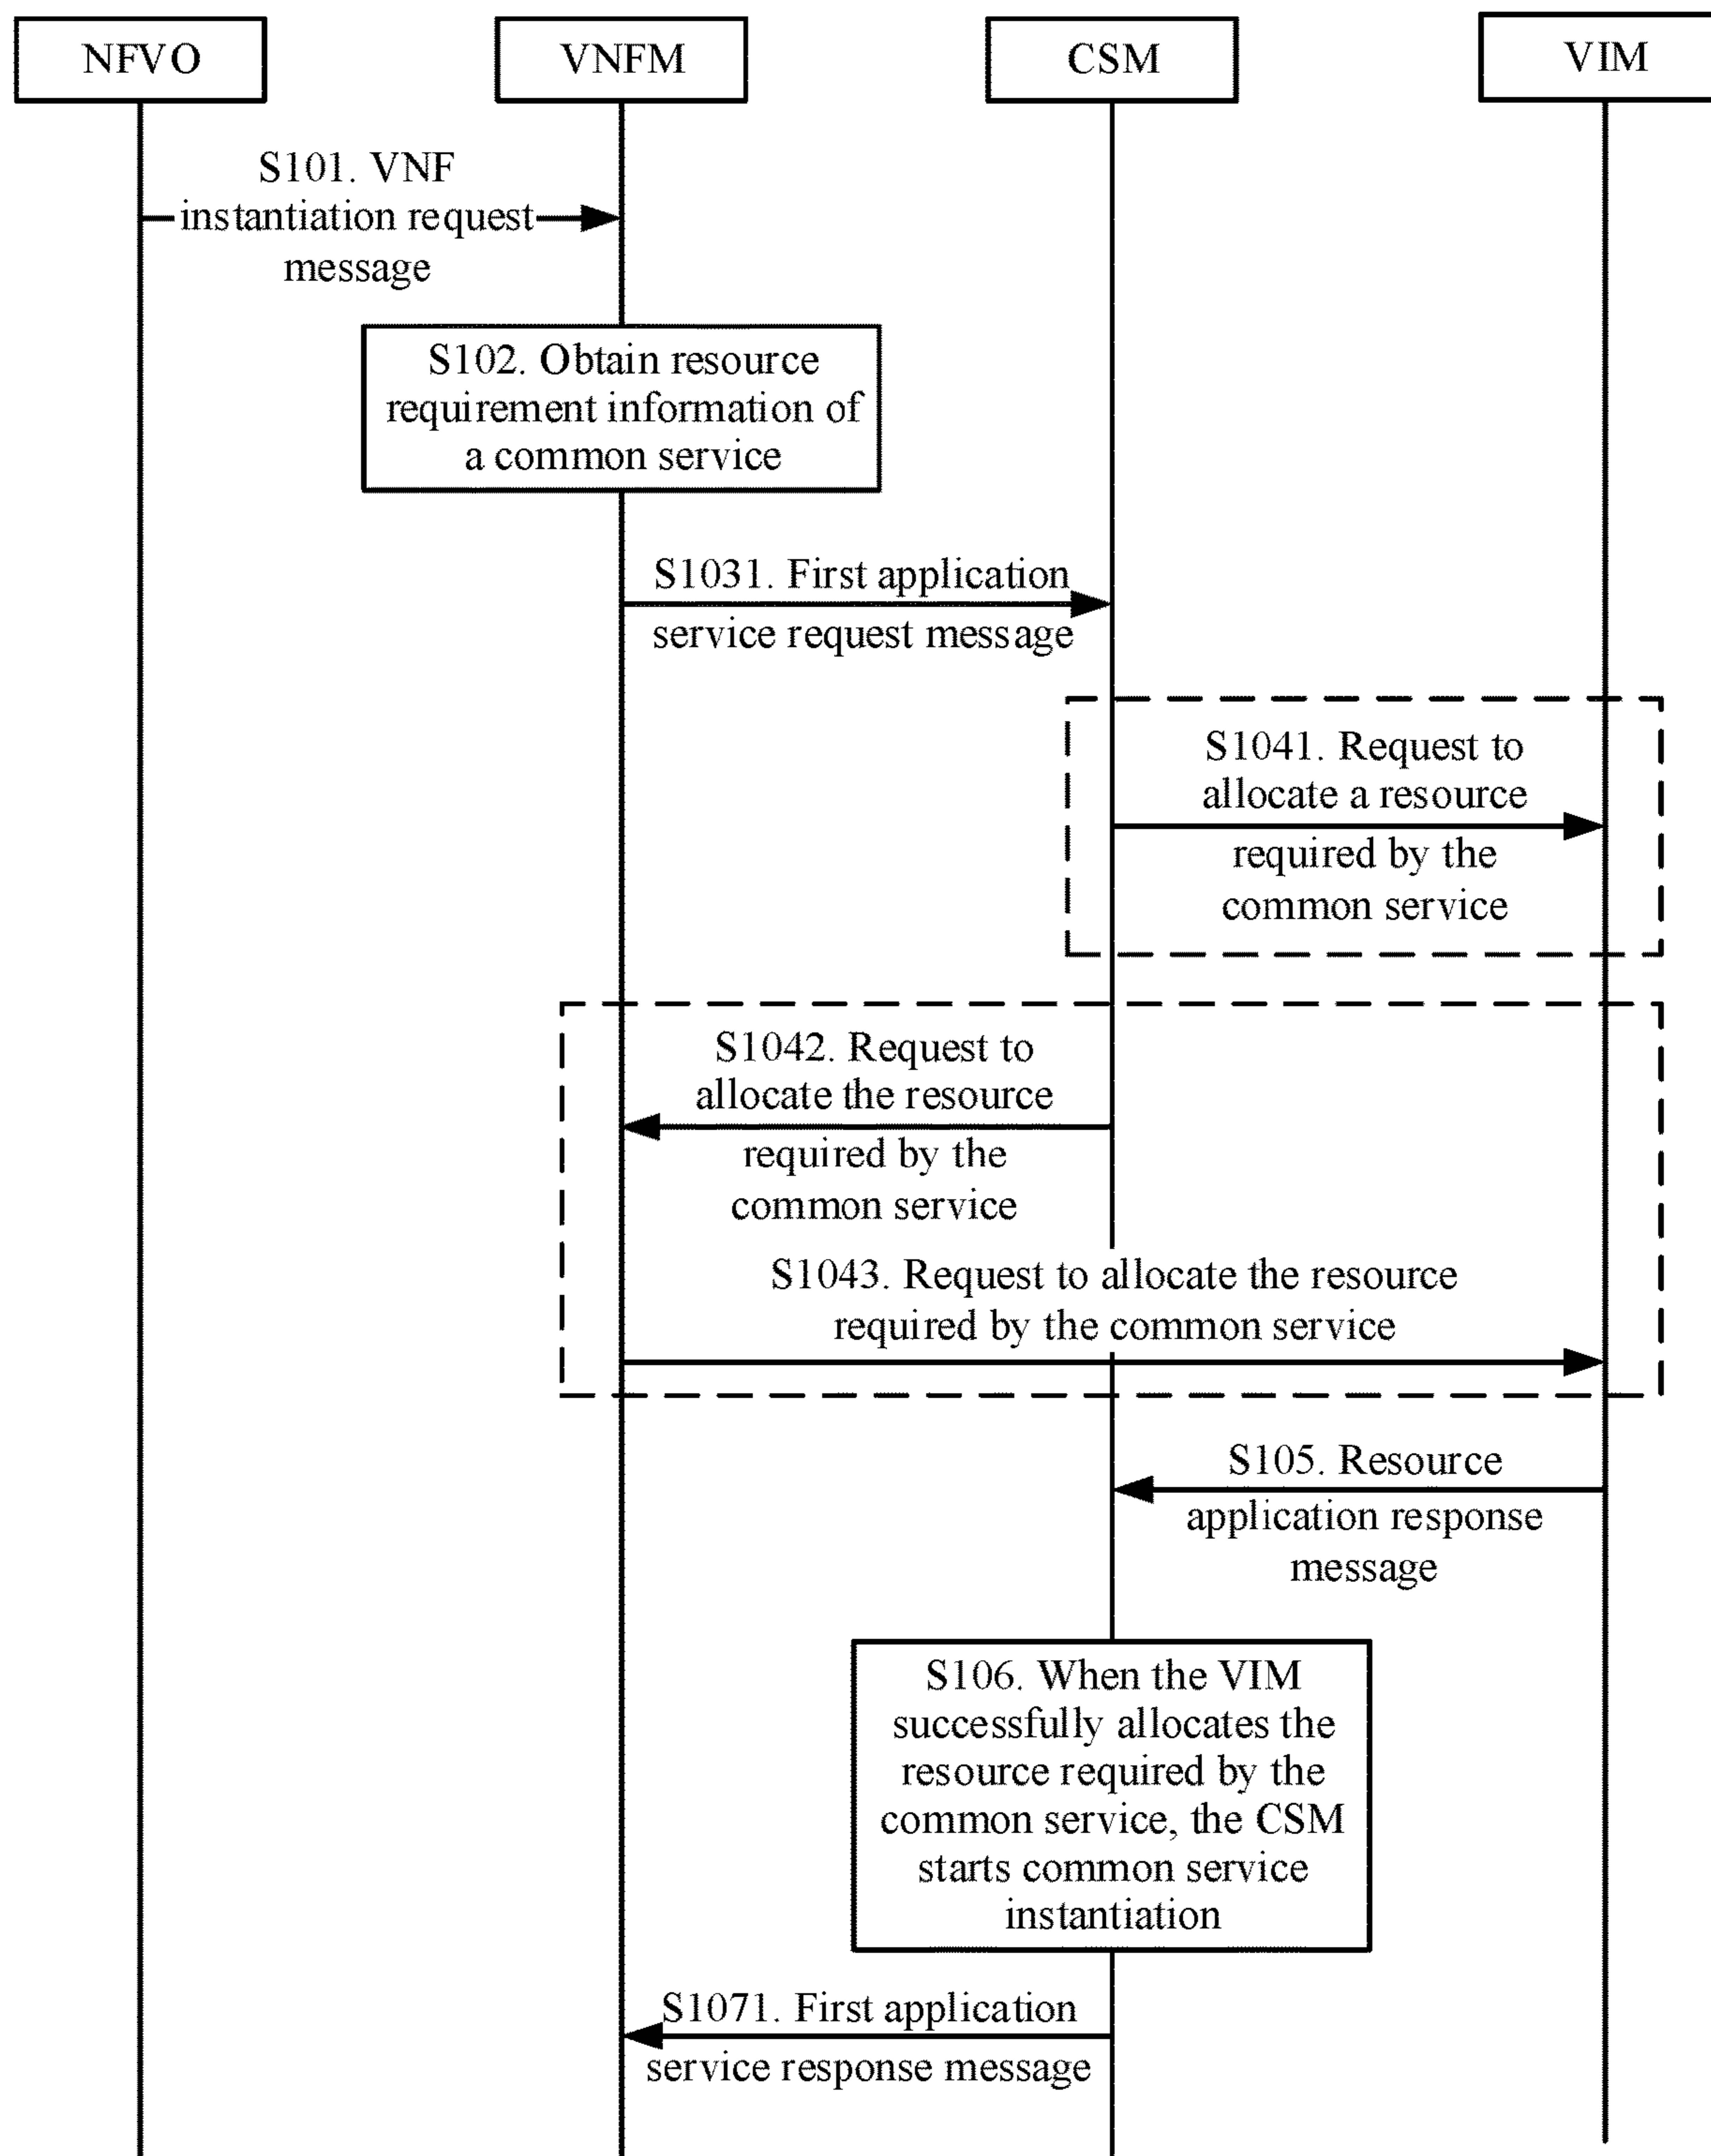 NFVO
VNFM
CSM
VIM
S101. VNF
instantiation request
message
S102. Obtain resource
requirement information of
a common service
S1031. First application
service request message
S1041. Request to
allocate a resource
required by the
common service
S1042. Request to
allocate the resource
required by the
common service
S1043. Request to allocate the resource
required by the common service
S105. Resource
application response
message
S106. When the VIM
successfully allocates the
resource required by the
common service, the CSM
starts common service
instantiation
S1071. First application
service response message